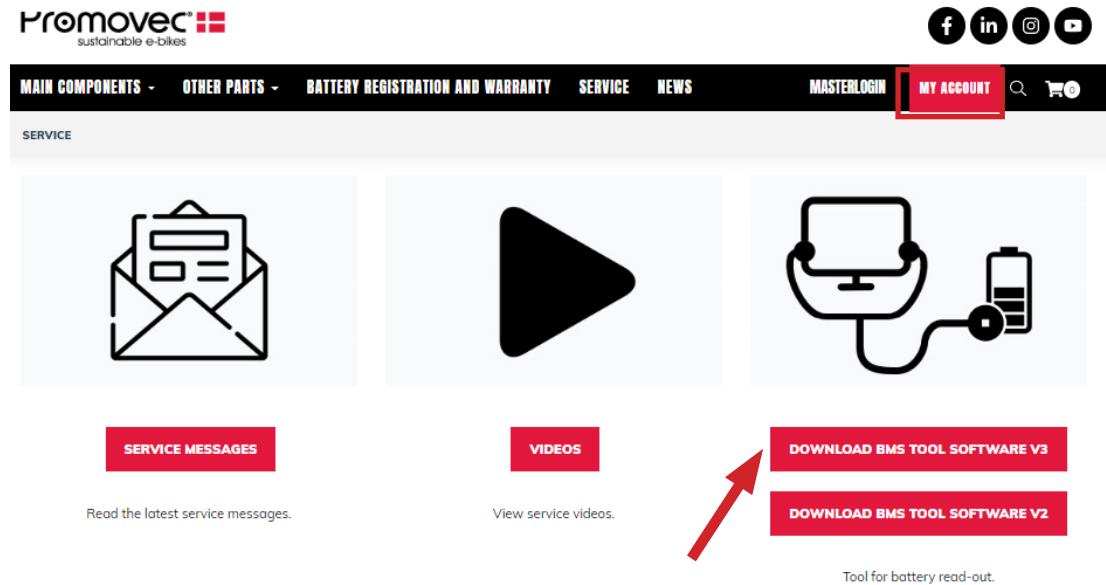 Promovec
sustainable e-bikes
MAIN COMPONENTS OTHER PARTS BATTERY REGISTRATION AND WARRANTY SERVICE NEWS MASTERLOGIN MY ACCOUNT 0
SERVICE
SERVICE MESSAGES
Read the latest service messages.
VIDEOS
View service videos.
DOWNLOAD BMS TOOL SOFTWARE V3
DOWNLOAD BMS TOOL SOFTWARE V2
Tool for battery read-out.